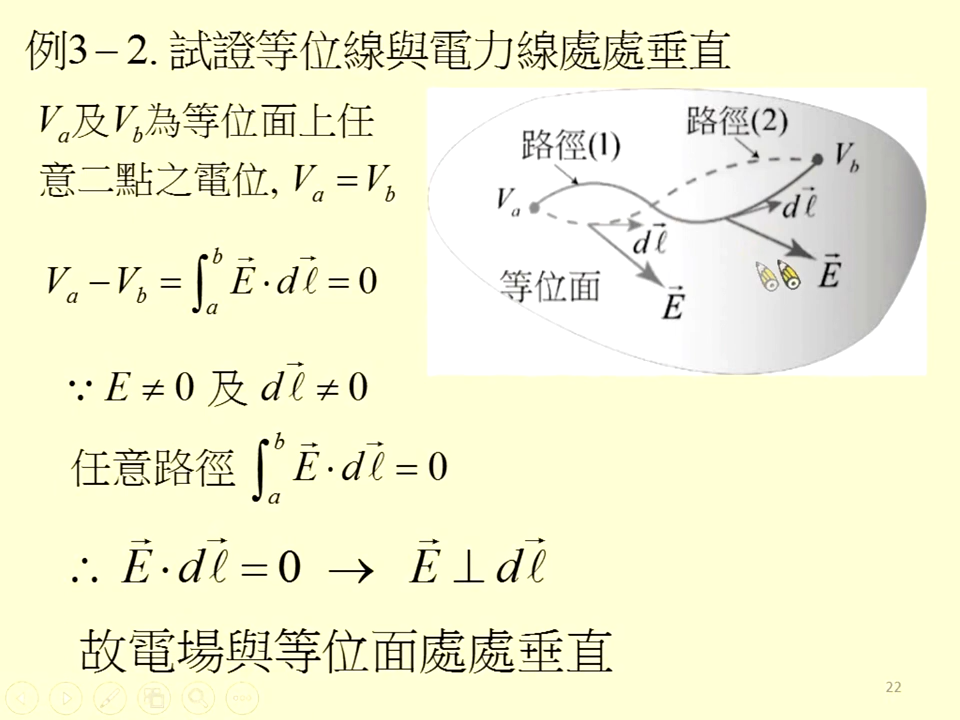 例3－2. 試證等位線與電力線處處垂直
Vₐ及V_b為等位面上任
意二點之電位, Vₐ = V_b
Vₐ − V_b = ∫ₐᵇ E⃗ · dℓ⃗ = 0
∵ E ≠ 0 及 dℓ⃗ ≠ 0
任意路徑 ∫ₐᵇ E⃗ · dℓ⃗ = 0
∴ E⃗ · dℓ⃗ = 0 → E⃗ ⊥ dℓ⃗
故電場與等位面處處垂直
路徑(1)
路徑(2)
Vₐ
V_b
dℓ⃗
dℓ⃗
等位面
E⃗
E⃗
22